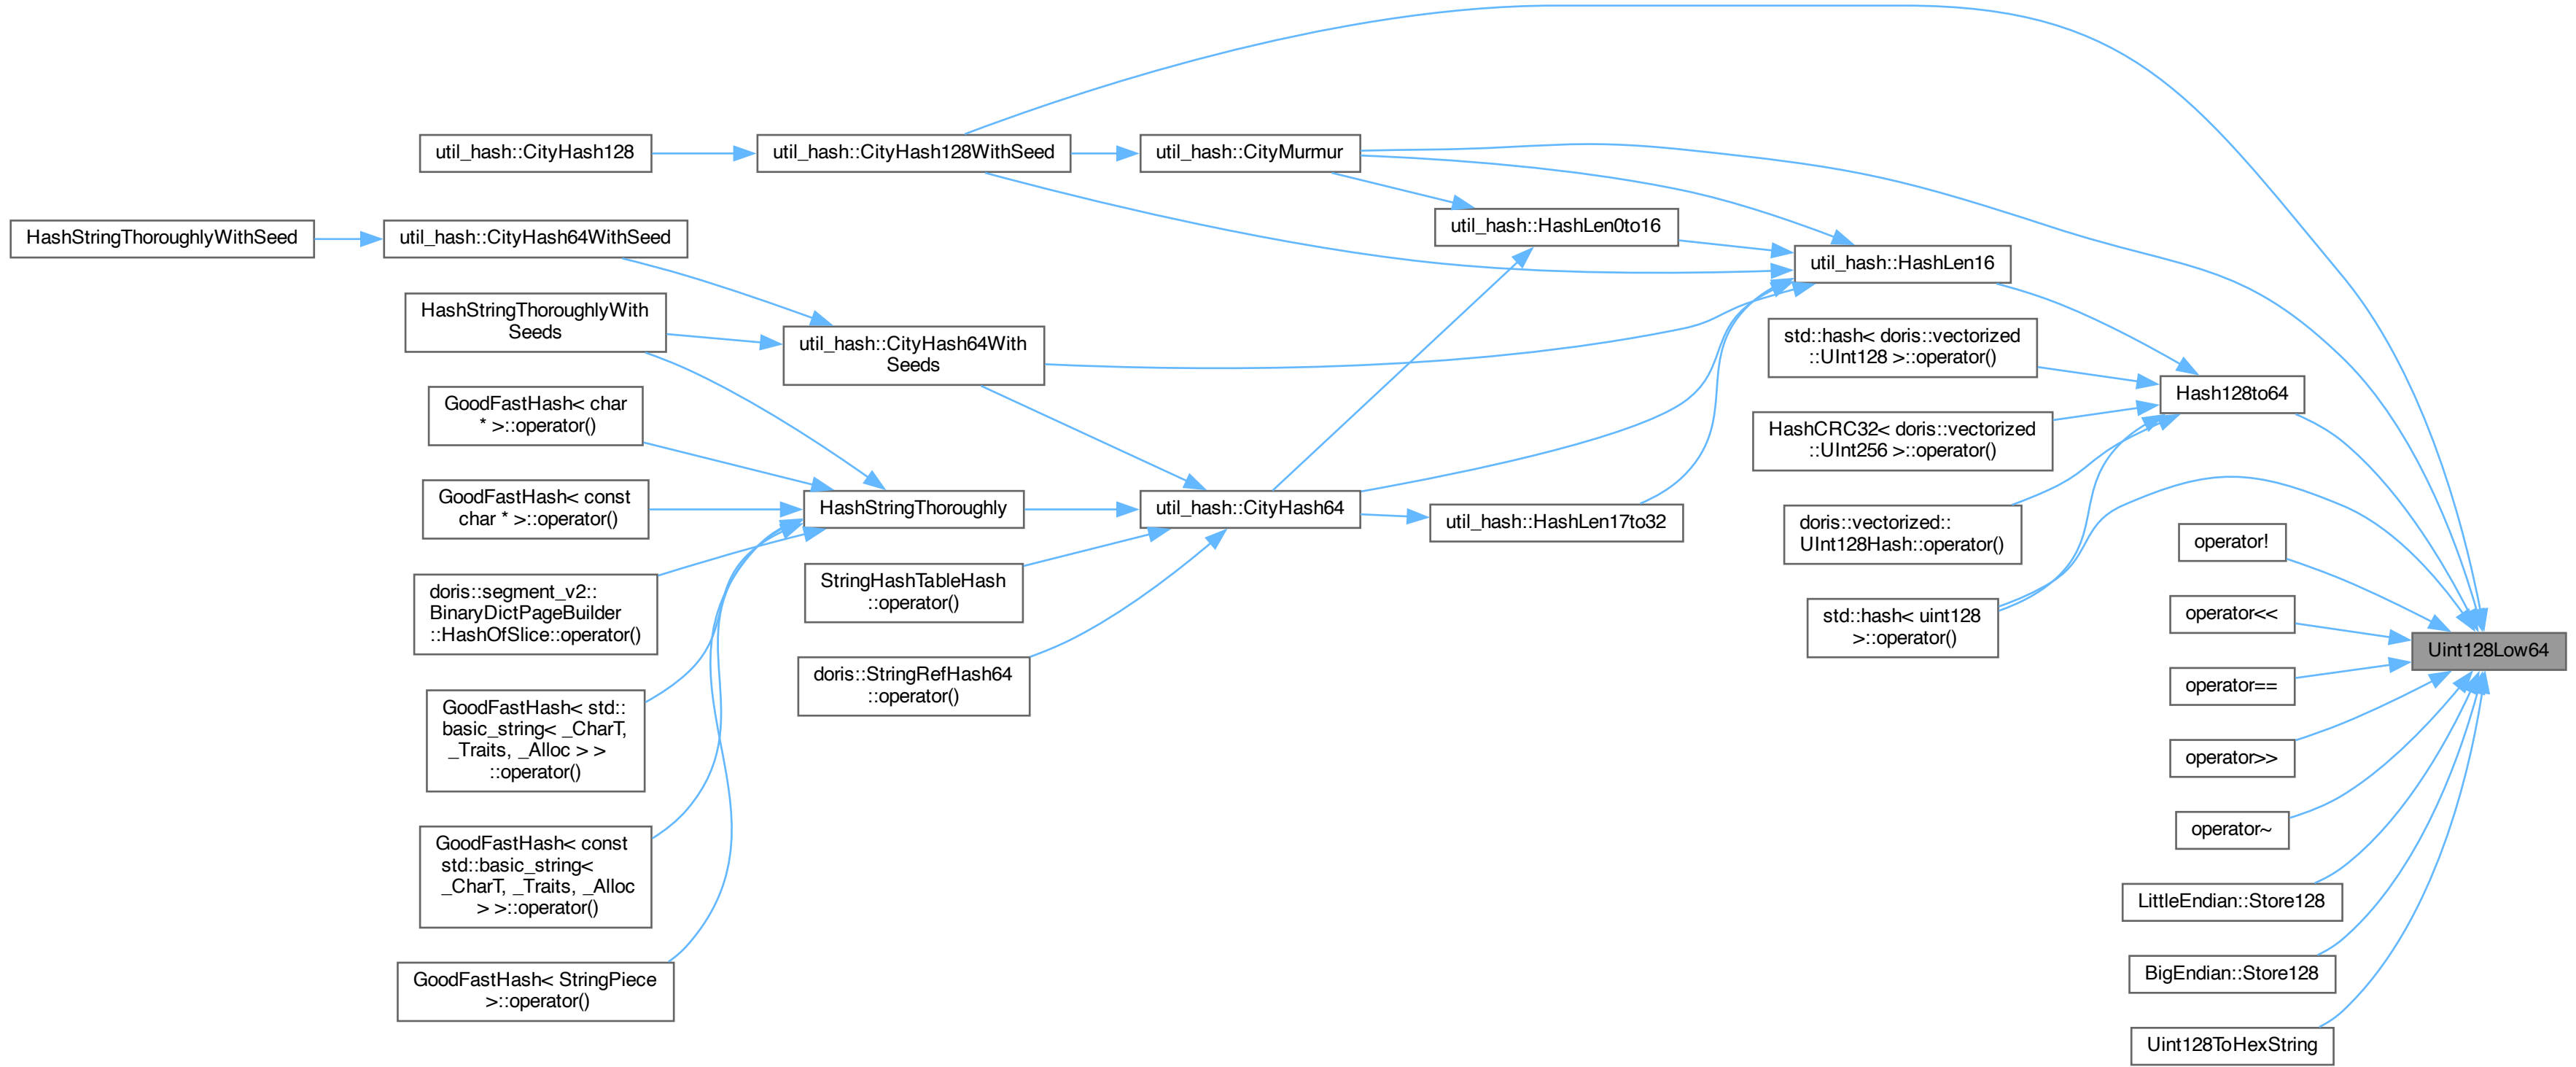 util_hash::CityHash128
util_hash::CityHash128WithSeed
util_hash::CityMurmur
HashStringThoroughlyWithSeed
util_hash::CityHash64WithSeed
util_hash::HashLen0to16
util_hash::HashLen16
HashStringThoroughlyWith
Seeds
util_hash::CityHash64With
Seeds
std::hash< doris::vectorized
::UInt128 >::operator()
Hash128to64
GoodFastHash< char
* >::operator()
HashCRC32< doris::vectorized
::UInt256 >::operator()
GoodFastHash< const
char * >::operator()
HashStringThoroughly
util_hash::CityHash64
util_hash::HashLen17to32
doris::vectorized::
UInt128Hash::operator()
operator!
doris::segment_v2::
BinaryDictPageBuilder
::HashOfSlice::operator()
StringHashTableHash
::operator()
std::hash< uint128
>::operator()
operator<<
Uint128Low64
doris::StringRefHash64
::operator()
operator==
GoodFastHash< std::
basic_string< _CharT,
_Traits, _Alloc > >
::operator()
operator>>
operator~
GoodFastHash< const
std::basic_string<
_CharT, _Traits, _Alloc
> >::operator()
LittleEndian::Store128
GoodFastHash< StringPiece
>::operator()
BigEndian::Store128
Uint128ToHexString